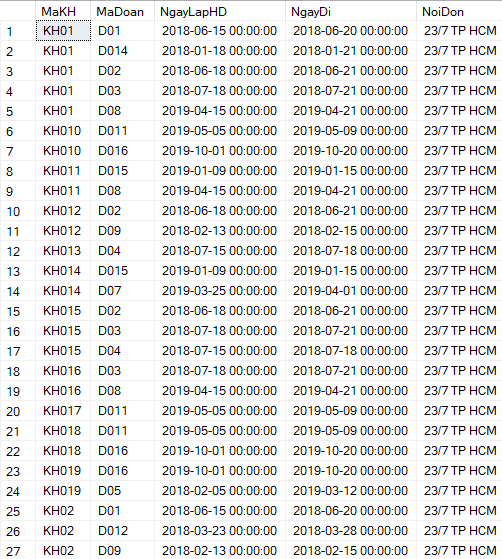 MaKH MaDoan NgayLapHD NgayDi NoiDon
1 KH01 D01 2018-06-15 00:00:00 2018-06-20 00:00:00 23/7 TP HCM
2 KH01 D014 2018-01-18 00:00:00 2018-01-21 00:00:00 23/7 TP HCM
3 KH01 D02 2018-06-18 00:00:00 2018-06-21 00:00:00 23/7 TP HCM
4 KH01 D03 2018-07-18 00:00:00 2018-07-21 00:00:00 23/7 TP HCM
5 KH01 D08 2019-04-15 00:00:00 2019-04-21 00:00:00 23/7 TP HCM
6 KH010 D011 2019-05-05 00:00:00 2019-05-09 00:00:00 23/7 TP HCM
7 KH010 D016 2019-10-01 00:00:00 2019-10-20 00:00:00 23/7 TP HCM
8 KH011 D015 2019-01-09 00:00:00 2019-01-15 00:00:00 23/7 TP HCM
9 KH011 D08 2019-04-15 00:00:00 2019-04-21 00:00:00 23/7 TP HCM
10 KH012 D02 2018-06-18 00:00:00 2018-06-21 00:00:00 23/7 TP HCM
11 KH012 D09 2018-02-13 00:00:00 2018-02-15 00:00:00 23/7 TP HCM
12 KH013 D04 2018-07-15 00:00:00 2018-07-18 00:00:00 23/7 TP HCM
13 KH014 D015 2019-01-09 00:00:00 2019-01-15 00:00:00 23/7 TP HCM
14 KH014 D07 2019-03-25 00:00:00 2019-04-01 00:00:00 23/7 TP HCM
15 KH015 D02 2018-06-18 00:00:00 2018-06-21 00:00:00 23/7 TP HCM
16 KH015 D03 2018-07-18 00:00:00 2018-07-21 00:00:00 23/7 TP HCM
17 KH015 D04 2018-07-15 00:00:00 2018-07-18 00:00:00 23/7 TP HCM
18 KH016 D03 2018-07-18 00:00:00 2018-07-21 00:00:00 23/7 TP HCM
19 KH016 D08 2019-04-15 00:00:00 2019-04-21 00:00:00 23/7 TP HCM
20 KH017 D011 2019-05-05 00:00:00 2019-05-09 00:00:00 23/7 TP HCM
21 KH018 D011 2019-05-05 00:00:00 2019-05-09 00:00:00 23/7 TP HCM
22 KH018 D016 2019-10-01 00:00:00 2019-10-20 00:00:00 23/7 TP HCM
23 KH019 D016 2019-10-01 00:00:00 2019-10-20 00:00:00 23/7 TP HCM
24 KH019 D05 2018-02-05 00:00:00 2019-03-12 00:00:00 23/7 TP HCM
25 KH02 D01 2018-06-15 00:00:00 2018-06-20 00:00:00 23/7 TP HCM
26 KH02 D012 2018-03-23 00:00:00 2018-03-28 00:00:00 23/7 TP HCM
27 KH02 D09 2018-02-13 00:00:00 2018-02-15 00:00:00 23/7 TP HCM